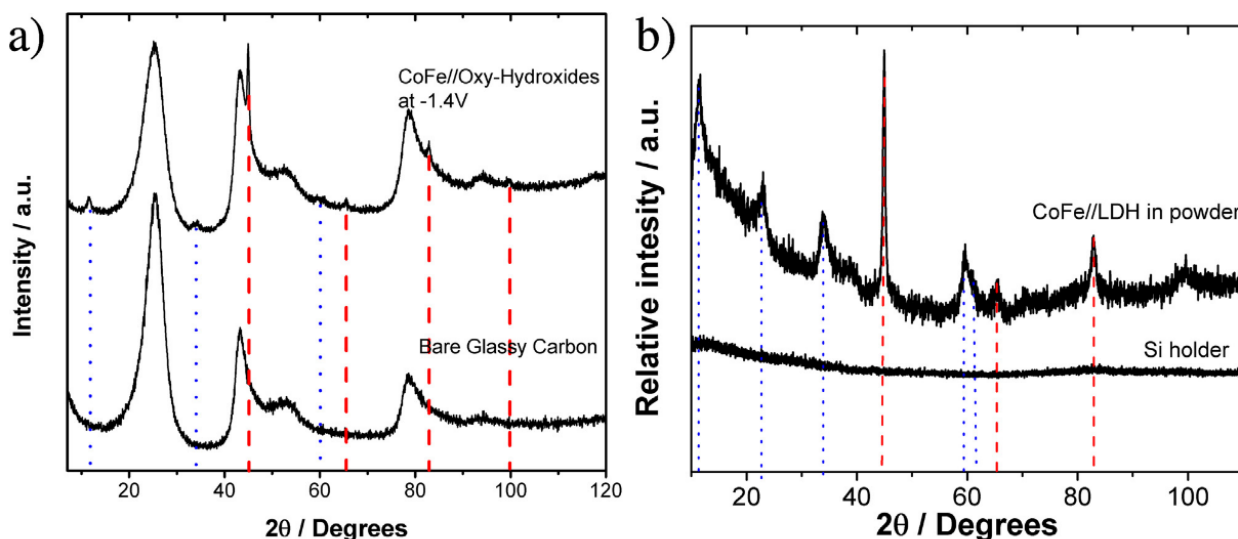 a)
CoFe//Oxy-Hydroxides
at -1.4V
Bare Glassy Carbon
Intensity / a.u.
20 40 60 80 100 120
2θ / Degrees
b)
CoFe//LDH in powder
Si holder
Relative intesity / a.u.
20 40 60 80 100
2θ / Degrees